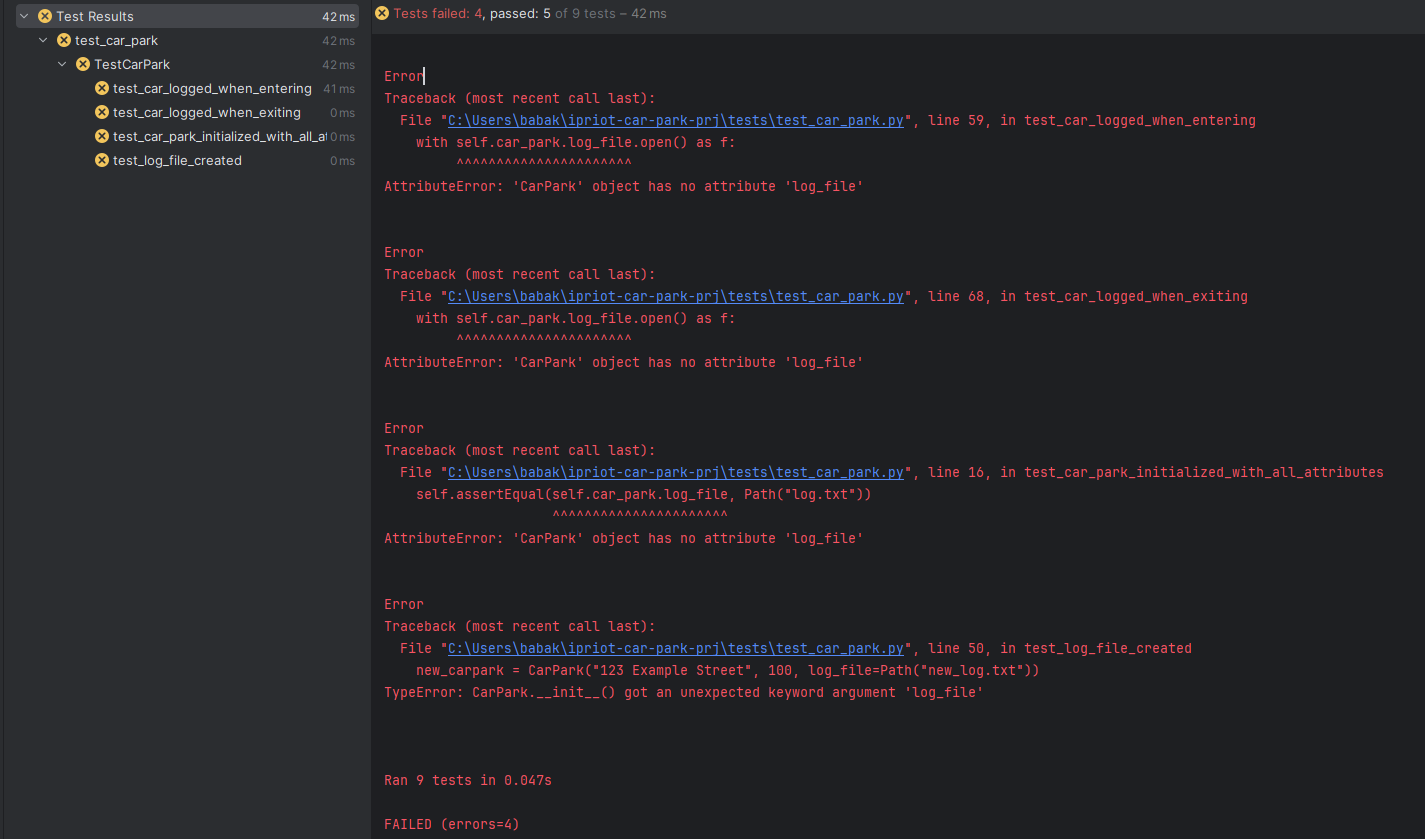 Test Results 42 ms
test_car_park 42 ms
TestCarPark 42 ms
test_car_logged_when_entering 41 ms
test_car_logged_when_exiting 0 ms
test_car_park_initialized_with_all_at 0 ms
test_log_file_created 0 ms
Tests failed: 4, passed: 5 of 9 tests – 42 ms
Error
Traceback (most recent call last):
  File "C:\Users\babak\ipriot-car-park-prj\tests\test_car_park.py", line 59, in test_car_logged_when_entering
    with self.car_park.log_file.open() as f:
         ^^^^^^^^^^^^^^^^^^^^^^
AttributeError: 'CarPark' object has no attribute 'log_file'
Error
Traceback (most recent call last):
  File "C:\Users\babak\ipriot-car-park-prj\tests\test_car_park.py", line 68, in test_car_logged_when_exiting
    with self.car_park.log_file.open() as f:
         ^^^^^^^^^^^^^^^^^^^^^^
AttributeError: 'CarPark' object has no attribute 'log_file'
Error
Traceback (most recent call last):
  File "C:\Users\babak\ipriot-car-park-prj\tests\test_car_park.py", line 16, in test_car_park_initialized_with_all_attributes
    self.assertEqual(self.car_park.log_file, Path("log.txt"))
                     ^^^^^^^^^^^^^^^^^^^^^^
AttributeError: 'CarPark' object has no attribute 'log_file'
Error
Traceback (most recent call last):
  File "C:\Users\babak\ipriot-car-park-prj\tests\test_car_park.py", line 50, in test_log_file_created
    new_carpark = CarPark("123 Example Street", 100, log_file=Path("new_log.txt"))
TypeError: CarPark.__init__() got an unexpected keyword argument 'log_file'
Ran 9 tests in 0.047s
FAILED (errors=4)